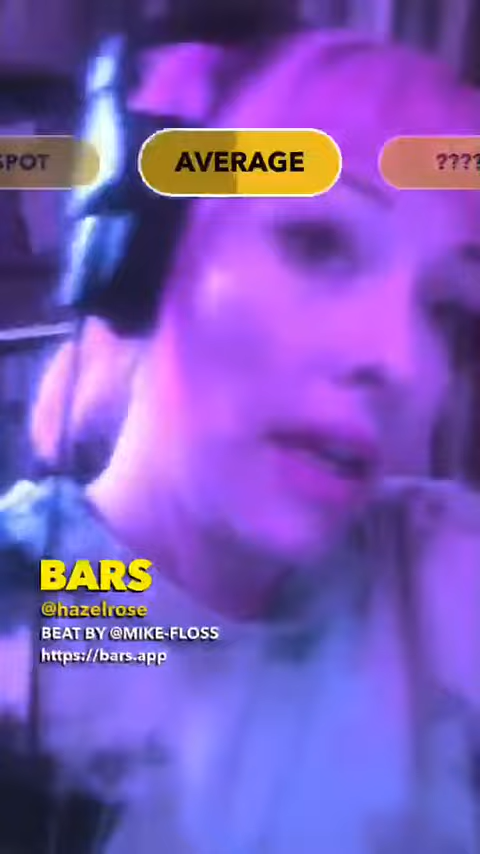 SPOT
AVERAGE
????
BARS
@hazelrose
BEAT BY @MIKE-FLOSS
https://bars.app